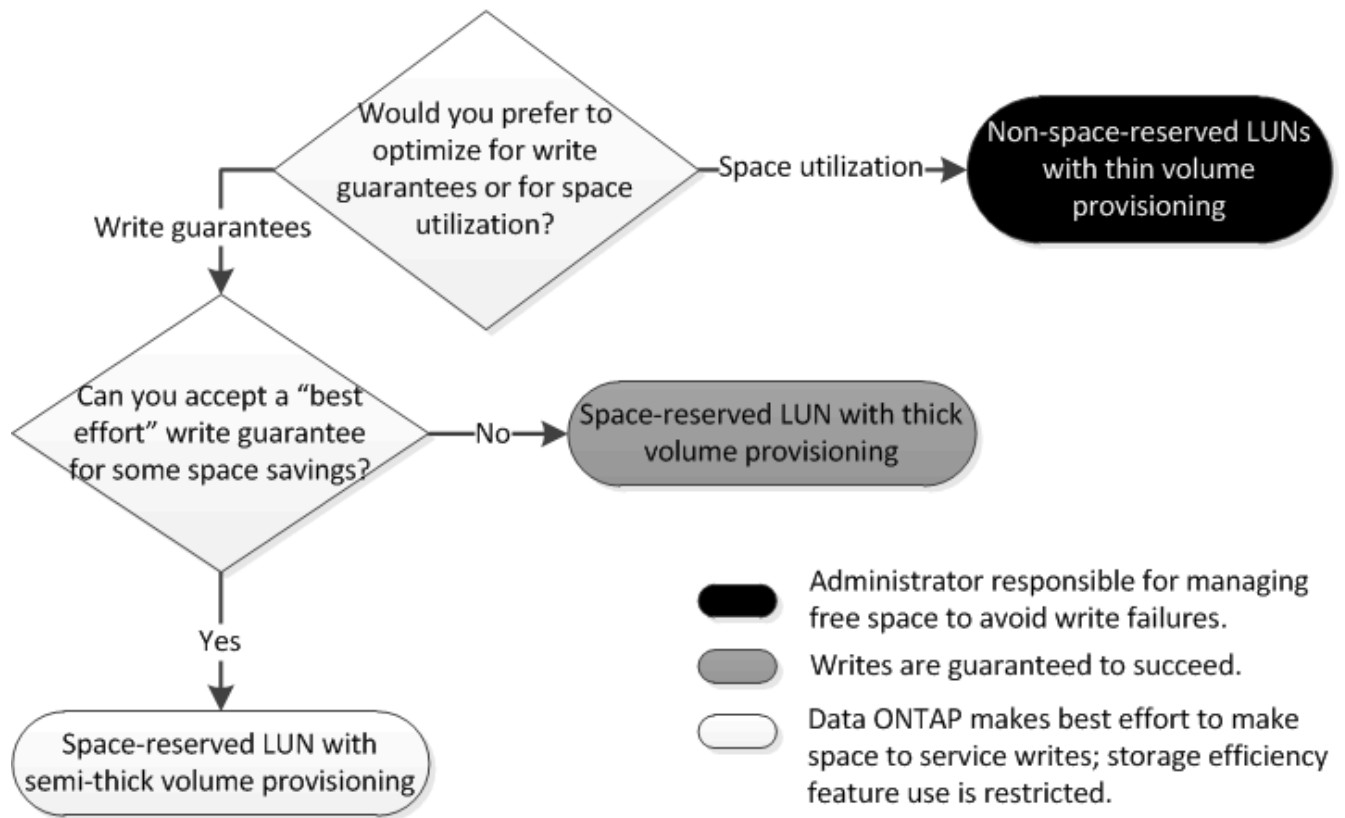 Would you prefer to
optimize for write
guarantees or for space
utilization?
Space utilization
Non-space-reserved LUNs
with thin volume
provisioning
Write guarantees
Can you accept a “best
effort” write guarantee
for some space savings?
No
Space-reserved LUN with thick
volume provisioning
Yes
Space-reserved LUN with
semi-thick volume provisioning
Administrator responsible for managing
free space to avoid write failures.
Writes are guaranteed to succeed.
Data ONTAP makes best effort to make
space to service writes; storage efficiency
feature use is restricted.